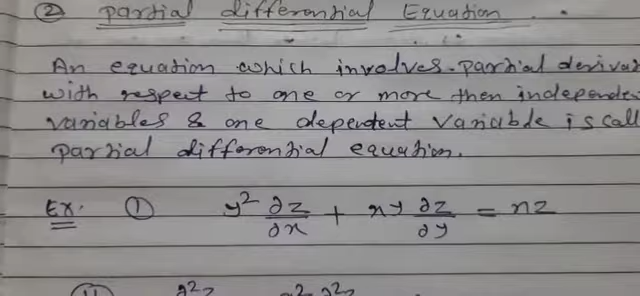 ② Partial differential Equation
An equation which involves partial derivat
with respect to one or more then independe
variables & one dependent variable is call
partial differential equation.
Ex. ① y² ∂z/∂x + xy ∂z/∂y = nz